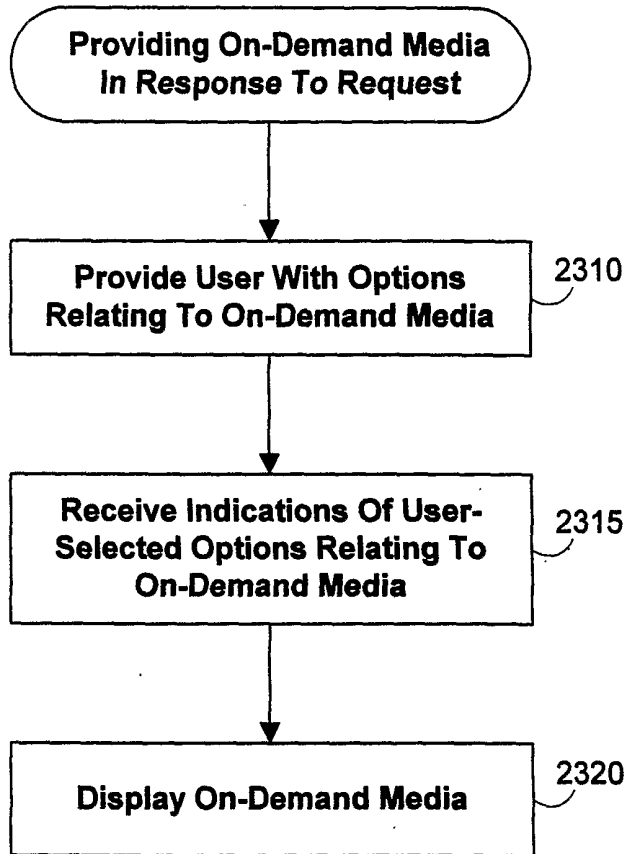 Providing On-Demand Media
In Response To Request
Provide User With Options
Relating To On-Demand Media
2310
Receive Indications Of User-
Selected Options Relating To
On-Demand Media
2315
Display On-Demand Media
2320